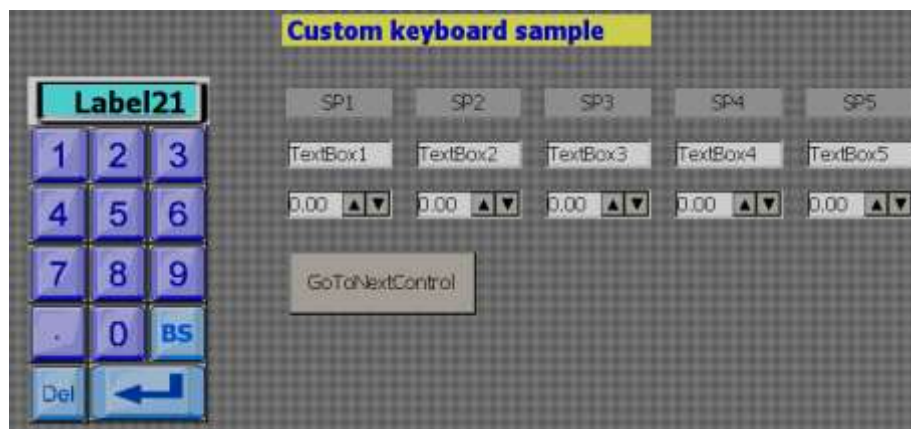 Custom keyboard sample
Label21
SP1 SP2 SP3 SP4 SP5
1 2 3
TextBox1 TextBox2 TextBox3 TextBox4 TextBox5
4 5 6
0.00 0.00 0.00 0.00 0.00
7 8 9
GoToNextControl
. 0 BS
Del